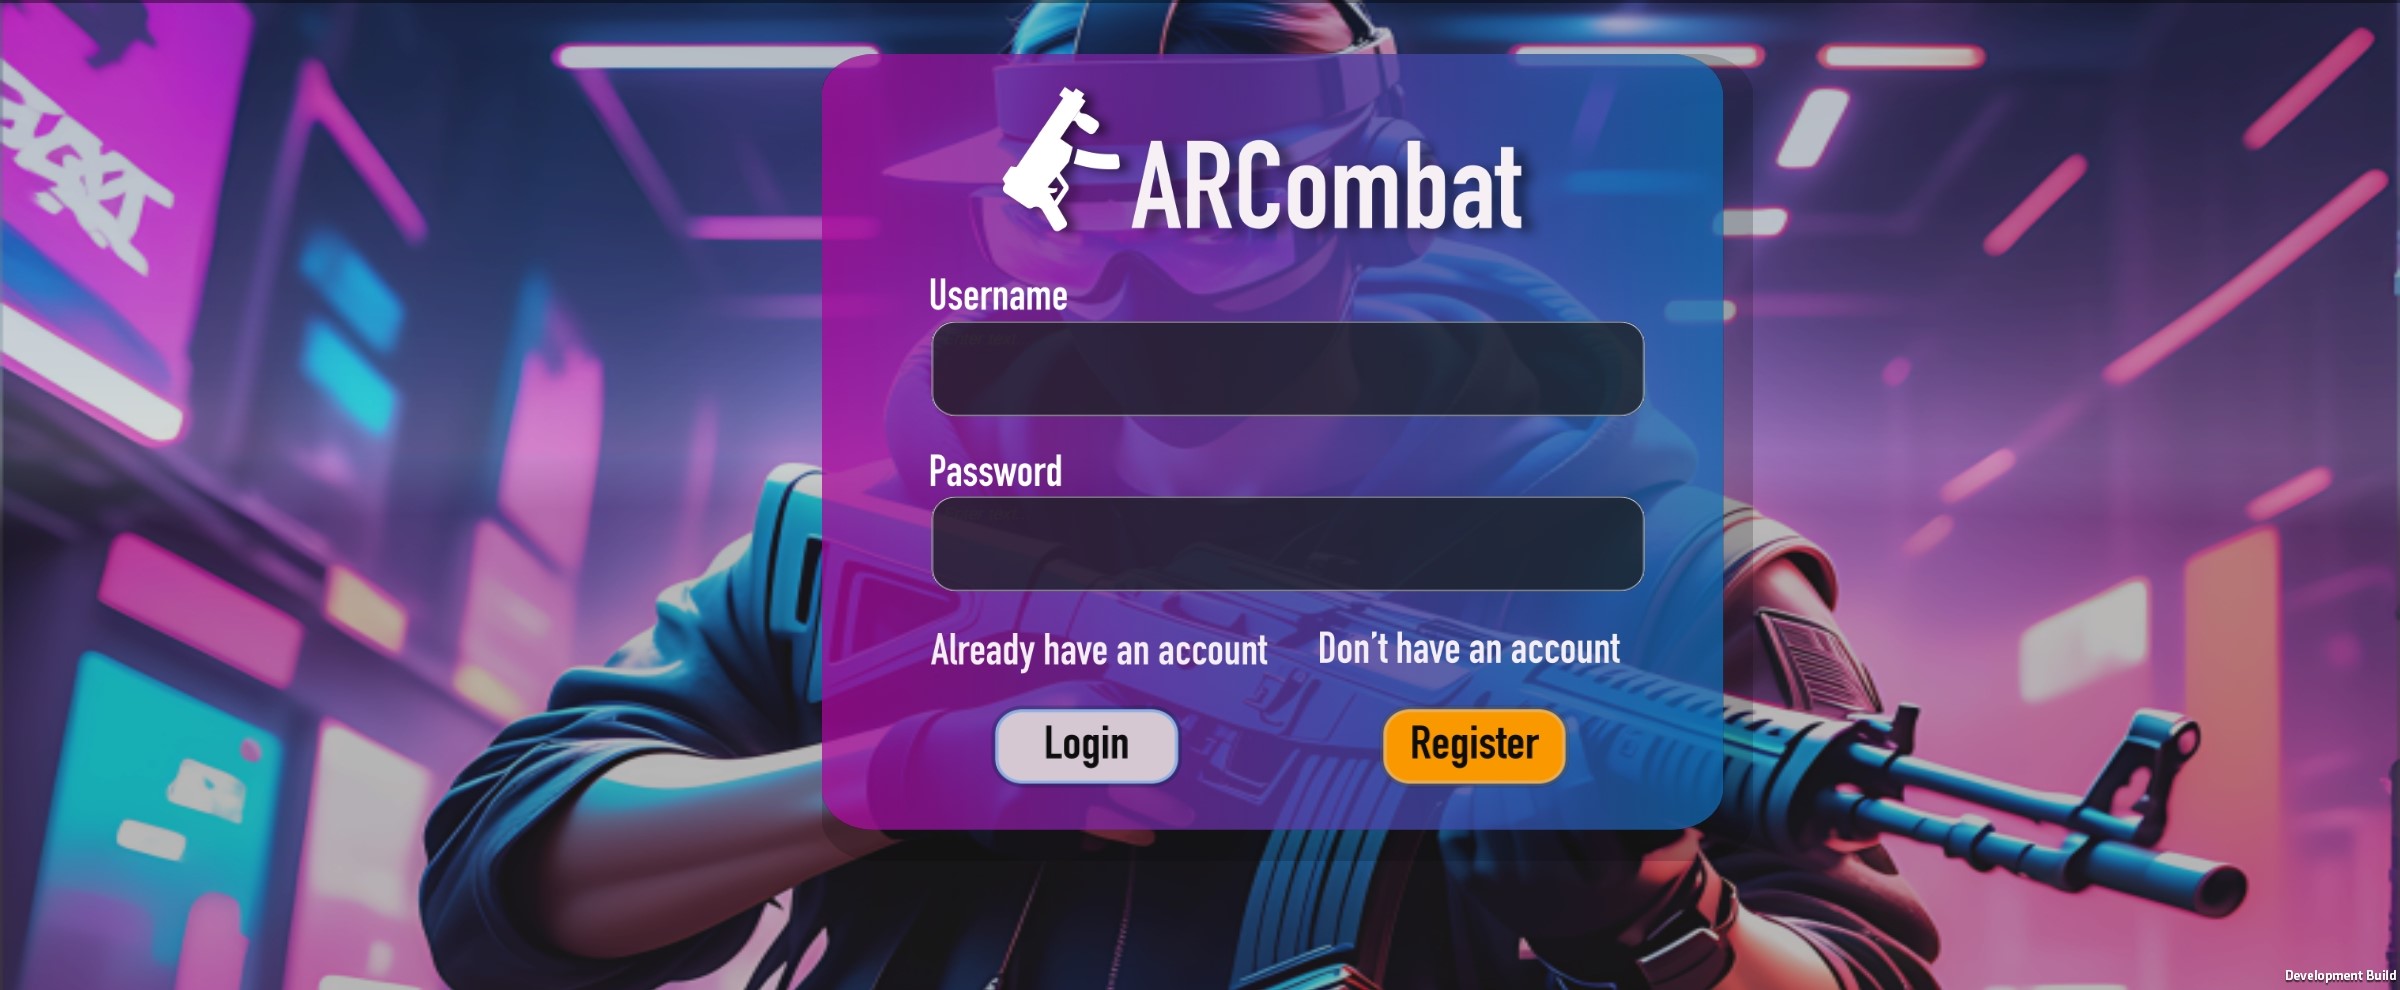 ARCombat
Username
Password
Already have an account
Don't have an account
Login
Register
Development Build